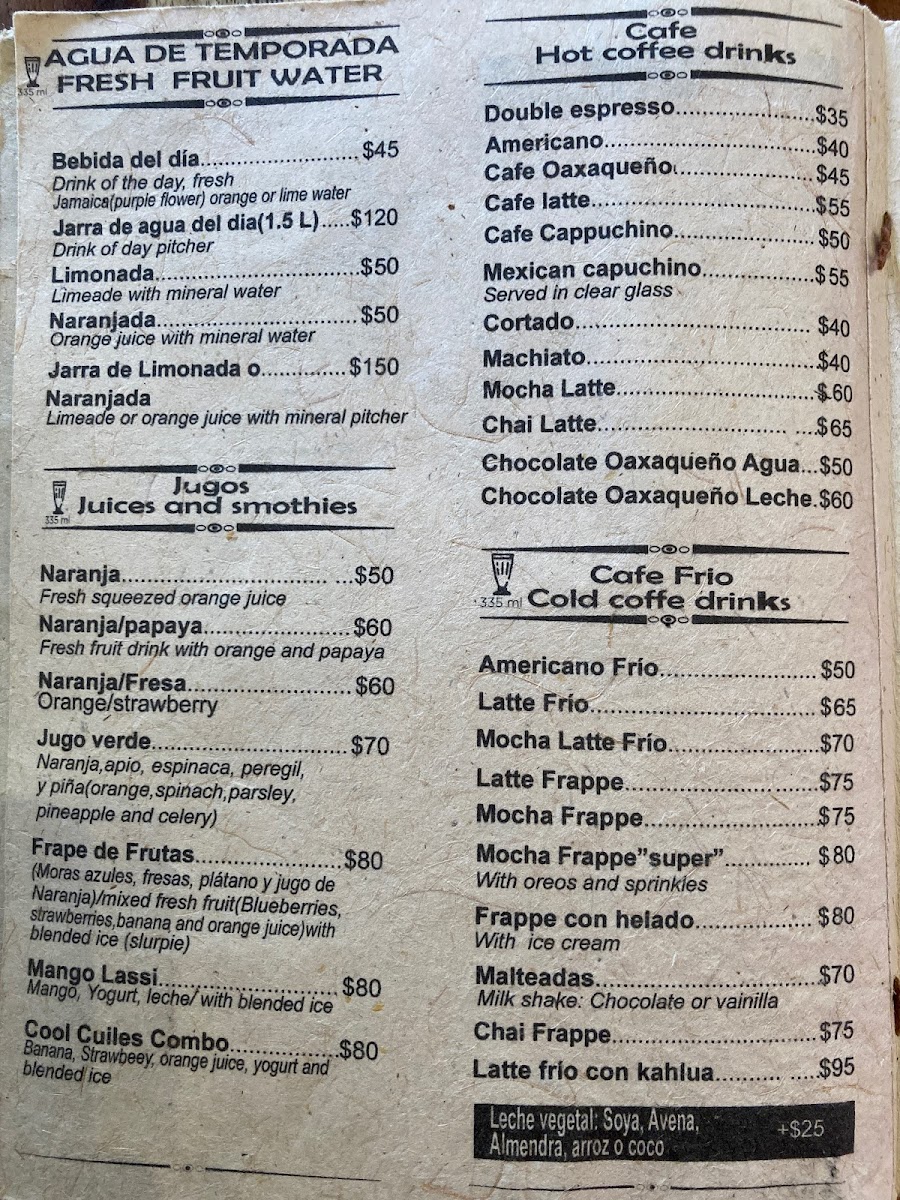 AGUA DE TEMPORADA
FRESH FRUIT WATER
335 ml
Bebida del día........................$45
Drink of the day, fresh
Jamaica(purple flower) orange or lime water
Jarra de agua del dia(1.5 L).....$120
Drink of day pitcher
Limonada................................$50
Limeade with mineral water
Naranjada................................$50
Orange juice with mineral water
Jarra de Limonada o..............$150
Naranjada
Limeade or orange juice with mineral pitcher
Jugos
Juices and smothies
335 ml
Naranja................................. ...$50
Fresh squeezed orange juice
Naranja/papaya.......................$60
Fresh fruit drink with orange and papaya
Naranja/Fresa..........................$60
Orange/strawberry
Jugo verde...............................$70
Naranja,apio, espinaca, peregil,
y piña(orange,spinach,parsley,
pineapple and celery)
Frape de Frutas.......................$80
(Moras azules, fresas, plátano y jugo de
Naranja)/mixed fresh fruit(Blueberries,
strawberries,banana and orange juice)with
blended ice (slurpie)
Mango Lassi............................$80
Mango, Yogurt, leche/ with blended ice
Cool Cuiles Combo.................$80
Banana, Strawbeey, orange juice, yogurt and
blended ice
Cafe
Hot coffee drinks
Double espresso......................$35
Americano..................................$40
Cafe Oaxaqueño.......................$45
Cafe latte...................................$55
Cafe Cappuchino......................$50
Mexican capuchino..................$55
Served in clear glass
Cortado..................................... $40
Machiato....................................$40
Mocha Latte...............................$.60
Chai Latte............................. ....$65
Chocolate Oaxaqueño Agua...$50
Chocolate Oaxaqueño Leche.$60
Cafe Frio
335 ml Cold coffe drinks
Americano Frío.........................$50
Latte Frío...................................$65
Mocha Latte Frío.......................$70
Latte Frappe..............................$75
Mocha Frappe...........................$75
Mocha Frappe”super”............. $80
With oreos and sprinkles
Frappe con helado.................. $80
With ice cream
Malteadas..................................$70
Milk shake: Chocolate or vainilla
Chai Frappe...............................$75
Latte frío con kahlua.......... .....$95
Leche vegetal: Soya, Avena,
Almendra, arroz o coco +$25